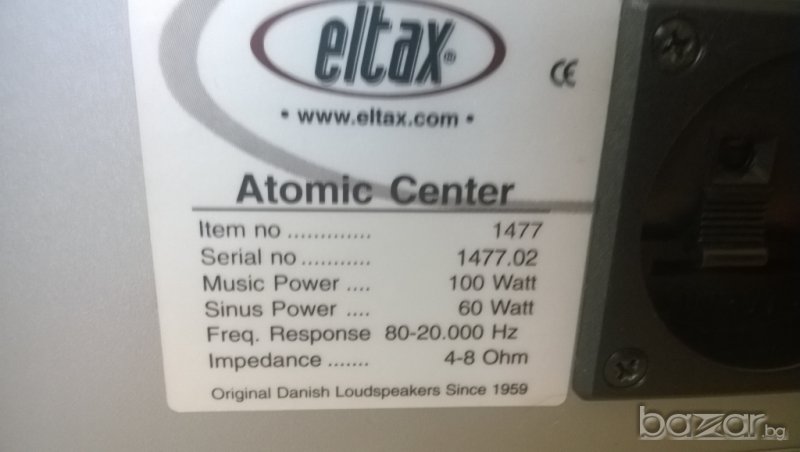 eltax®
CE
• www.eltax.com •
Atomic Center
Item no ............. 1477
Serial no ........... 1477.02
Music Power .... 100 Watt
Sinus Power .... 60 Watt
Freq. Response 80-20.000 Hz
Impedance ....... 4-8 Ohm
Original Danish Loudspeakers Since 1959
bazar.bg